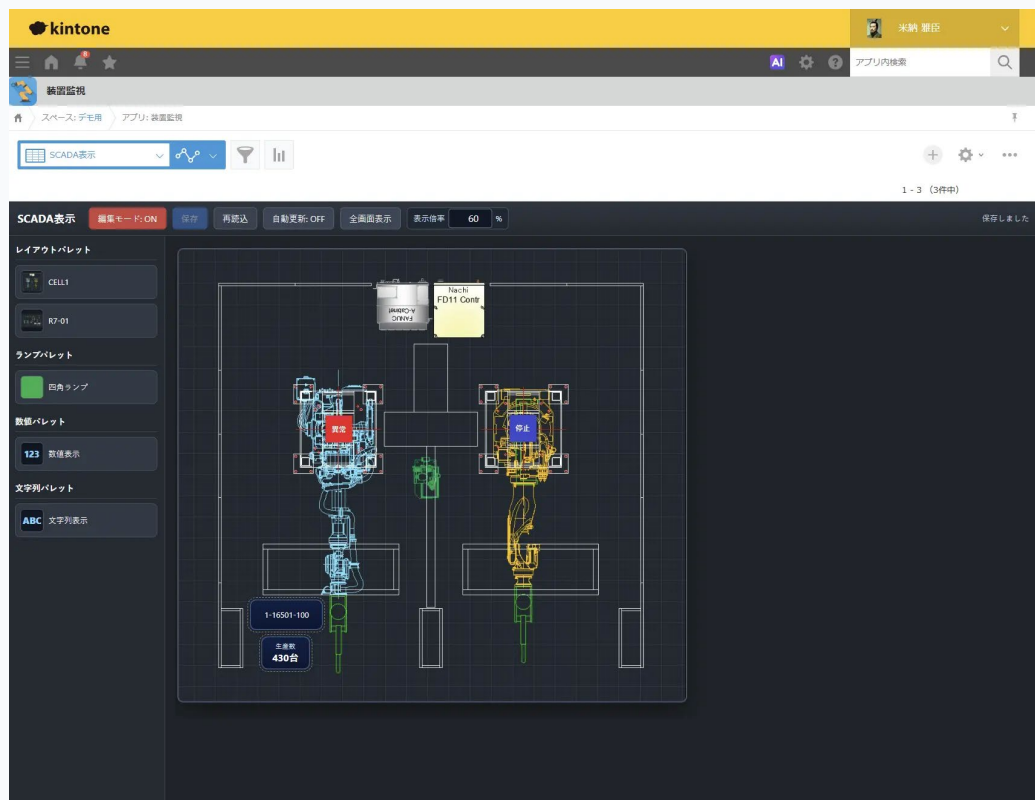 kintone
米納 雅臣
8
AI
アプリ内検索
装置監視
スペース: デモ用
アプリ: 装置監視
SCADA表示
1 - 3 (3件中)
SCADA表示
編集モード: ON
保存
再読込
自動更新: OFF
全画面表示
表示倍率
60
%
保存しました
レイアウトパレット
CELL1
R7-01
ランプパレット
四角ランプ
数値パレット
123
数値表示
文字列パレット
ABC
文字列表示
Nachi
FD11 Contr
FANUC
A-Cabinet
異常
停止
1-16501-100
生産数
430台